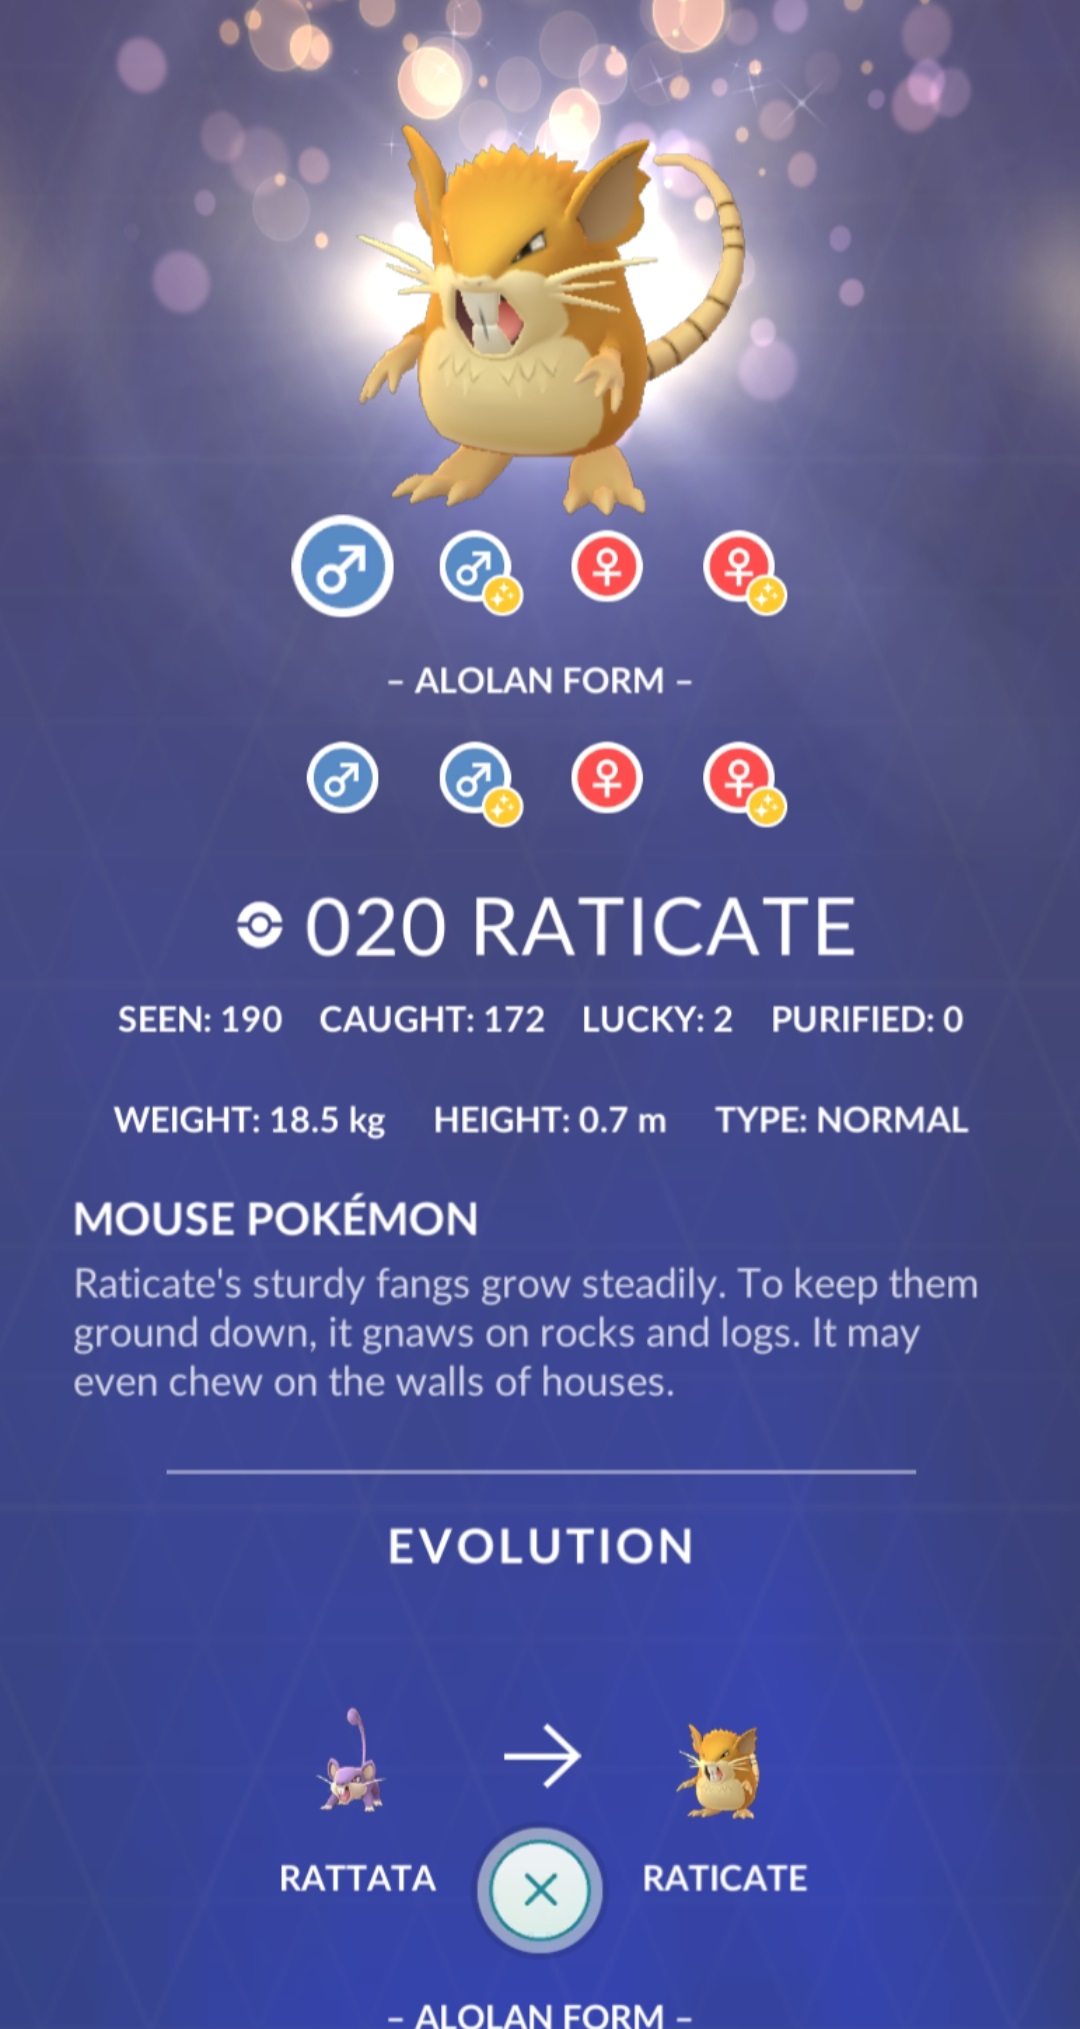 – ALOLAN FORM –
020 RATICATE
SEEN: 190 CAUGHT: 172 LUCKY: 2 PURIFIED: 0
WEIGHT: 18.5 kg HEIGHT: 0.7 m TYPE: NORMAL
MOUSE POKÉMON
Raticate's sturdy fangs grow steadily. To keep them
ground down, it gnaws on rocks and logs. It may
even chew on the walls of houses.
EVOLUTION
RATTATA RATICATE
– ALOLAN FORM –